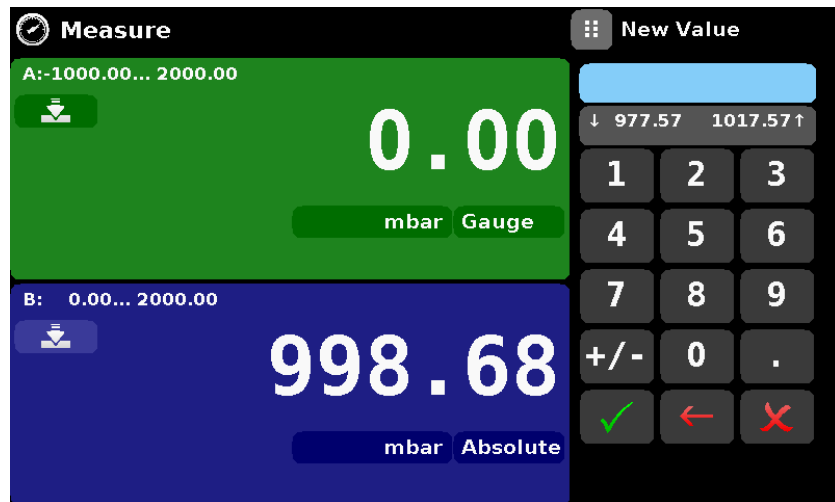 Measure
A:-1000.00... 2000.00
0.00
mbar Gauge
B: 0.00... 2000.00
998.68
mbar Absolute
New Value
↓ 977.57 1017.57↑
1 2 3
4 5 6
7 8 9
+/- 0 .